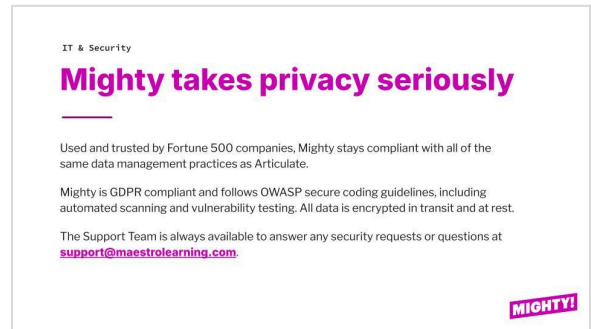 IT & Security
Mighty takes privacy seriously
Used and trusted by Fortune 500 companies, Mighty stays compliant with all of the
same data management practices as Articulate.
Mighty is GDPR compliant and follows OWASP secure coding guidelines, including
automated scanning and vulnerability testing. All data is encrypted in transit and at rest.
The Support Team is always available to answer any security requests or questions at
support@maestrolearning.com.
MIGHTY!